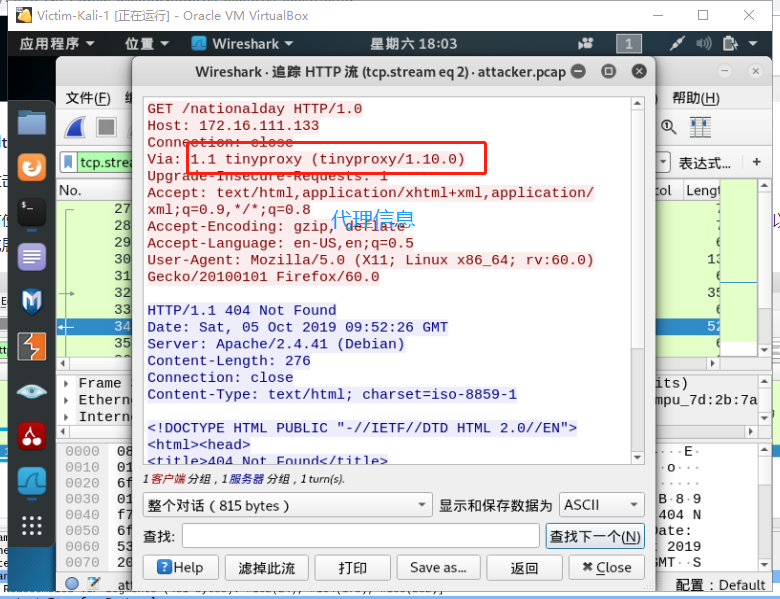 Victim-Kali-1 [正在运行] - Oracle VM VirtualBox
应用程序 位置 Wireshark 星期六 18:03 1
Wireshark · 追踪 HTTP 流 (tcp.stream eq 2) · attacker.pcap
文件(F) 帮助(H)
tcp.strea 表达式… +
No. Lengt
27
28
29
30
31
32
33
34
35
GET /nationalday HTTP/1.0
Host: 172.16.111.133
Connection: close
Via: 1.1 tinyproxy (tinyproxy/1.10.0)
Upgrade-Insecure-Requests: 1
Accept: text/html,application/xhtml+xml,application/
xml;q=0.9,*/*;q=0.8
代理信息
Accept-Encoding: gzip, deflate
Accept-Language: en-US,en;q=0.5
User-Agent: Mozilla/5.0 (X11; Linux x86_64; rv:60.0)
Gecko/20100101 Firefox/60.0
HTTP/1.1 404 Not Found
Date: Sat, 05 Oct 2019 09:52:26 GMT
Server: Apache/2.4.41 (Debian)
Content-Length: 276
Connection: close
Content-Type: text/html; charset=iso-8859-1
<!DOCTYPE HTML PUBLIC "-//IETF//DTD HTML 2.0//EN">
<html><head>
<title>404 Not Found</title>
Frame
Etherne
Intern
0000 08
0010 01
0020 6f
0030 01
0040 f7
0050 6f
0060 53
0070 20
1 客户端 分组, 1 服务器 分组, 1 turn(s).
整个对话 (815 bytes) 显示和保存数据为 ASCII
查找: 查找下一个(N)
Help 滤掉此流 打印 Save as… 返回 Close
配置: Default